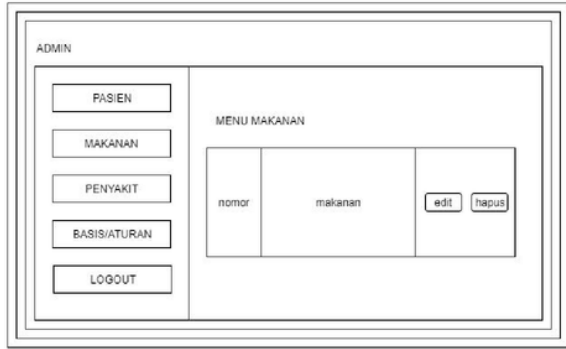 ADMIN
PASIEN
MAKANAN
PENYAKIT
BASIS/ATURAN
LOGOUT
MENU MAKANAN
nomor makanan edit hapus